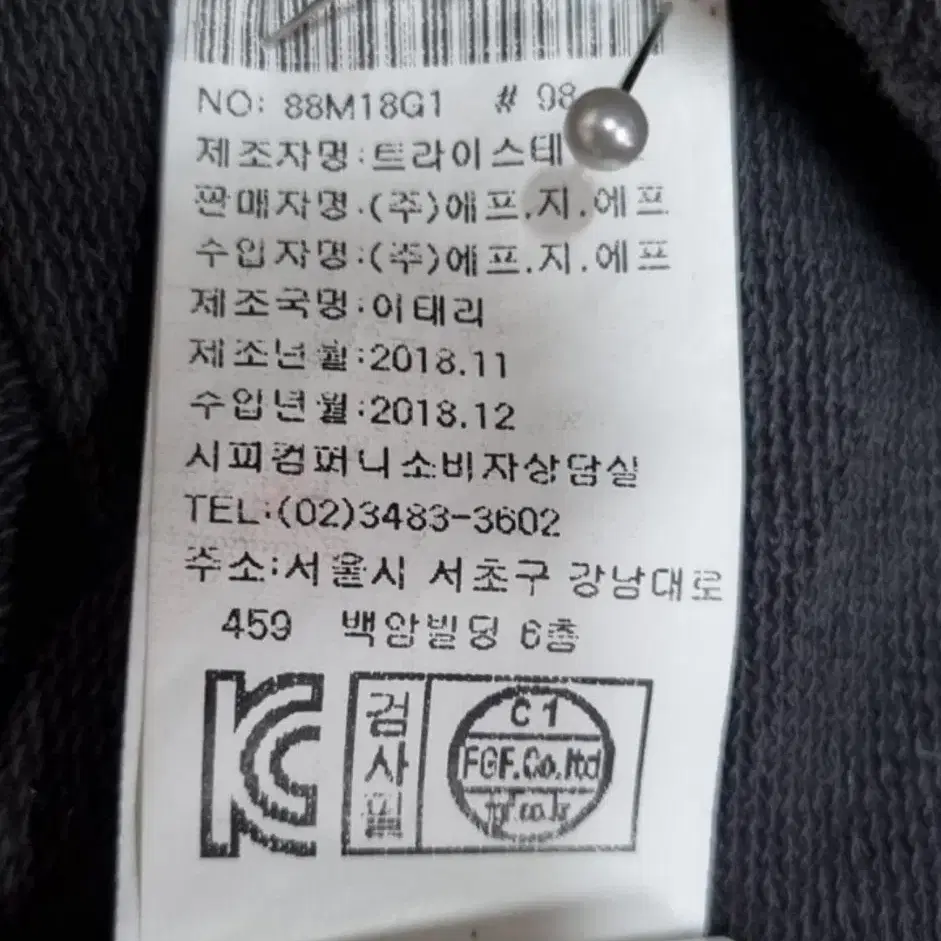 NO: 88M18G1 # 98
제조자명:트라이스테
판매자명:(주)에프.지.에프
수입자명:(주)에프.지.에프
제조국명:이태리
제조년월:2018.11
수입년월:2018.12
시피컴퍼니소비자상담실
TEL:(02)3483-3602
주소:서울시 서초구 강남대로
459 백암빌딩 6층
KC
검사필
C1
FGF.Co.ltd